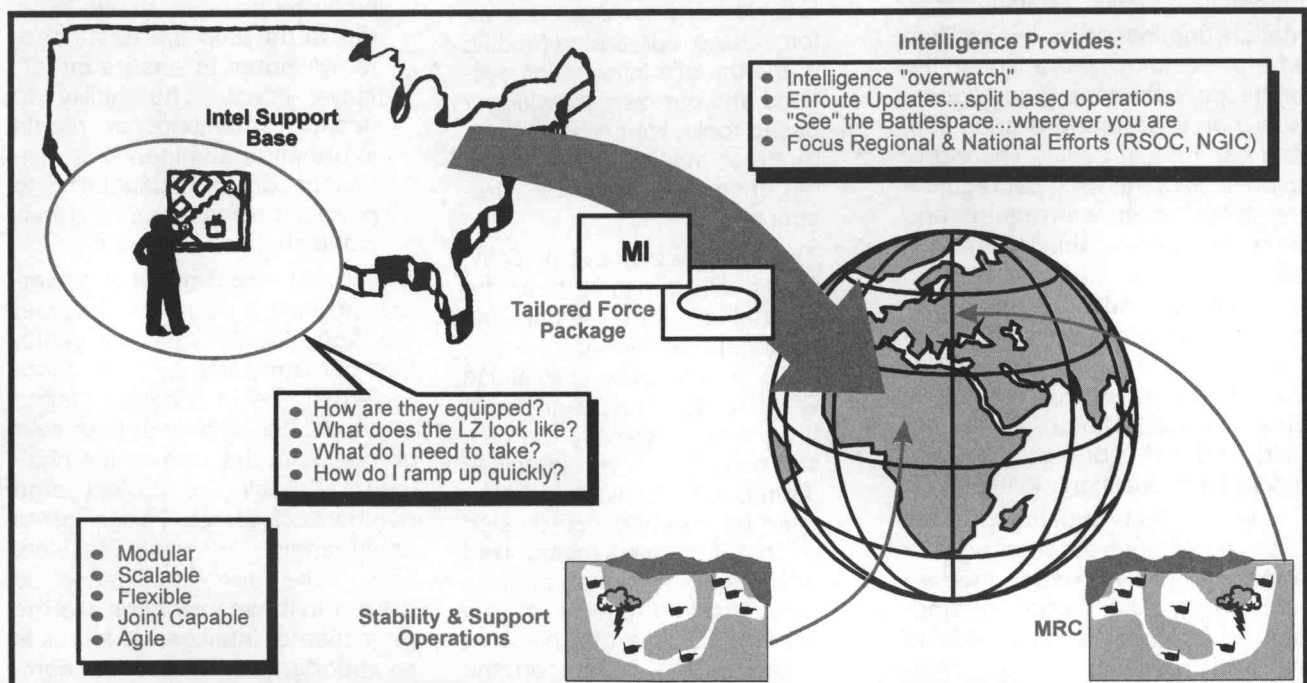 Intelligence Provides:
● Intelligence "overwatch"
● Enroute Updates...split based operations
● "See" the Battlespace...wherever you are
● Focus Regional & National Efforts (RSOC, NGIC)
Intel Support
Base
MI
Tailored Force
Package
● How are they equipped?
● What does the LZ look like?
● What do I need to take?
● How do I ramp up quickly?
● Modular
● Scalable
● Flexible
● Joint Capable
● Agile
Stability & Support
Operations
MRC